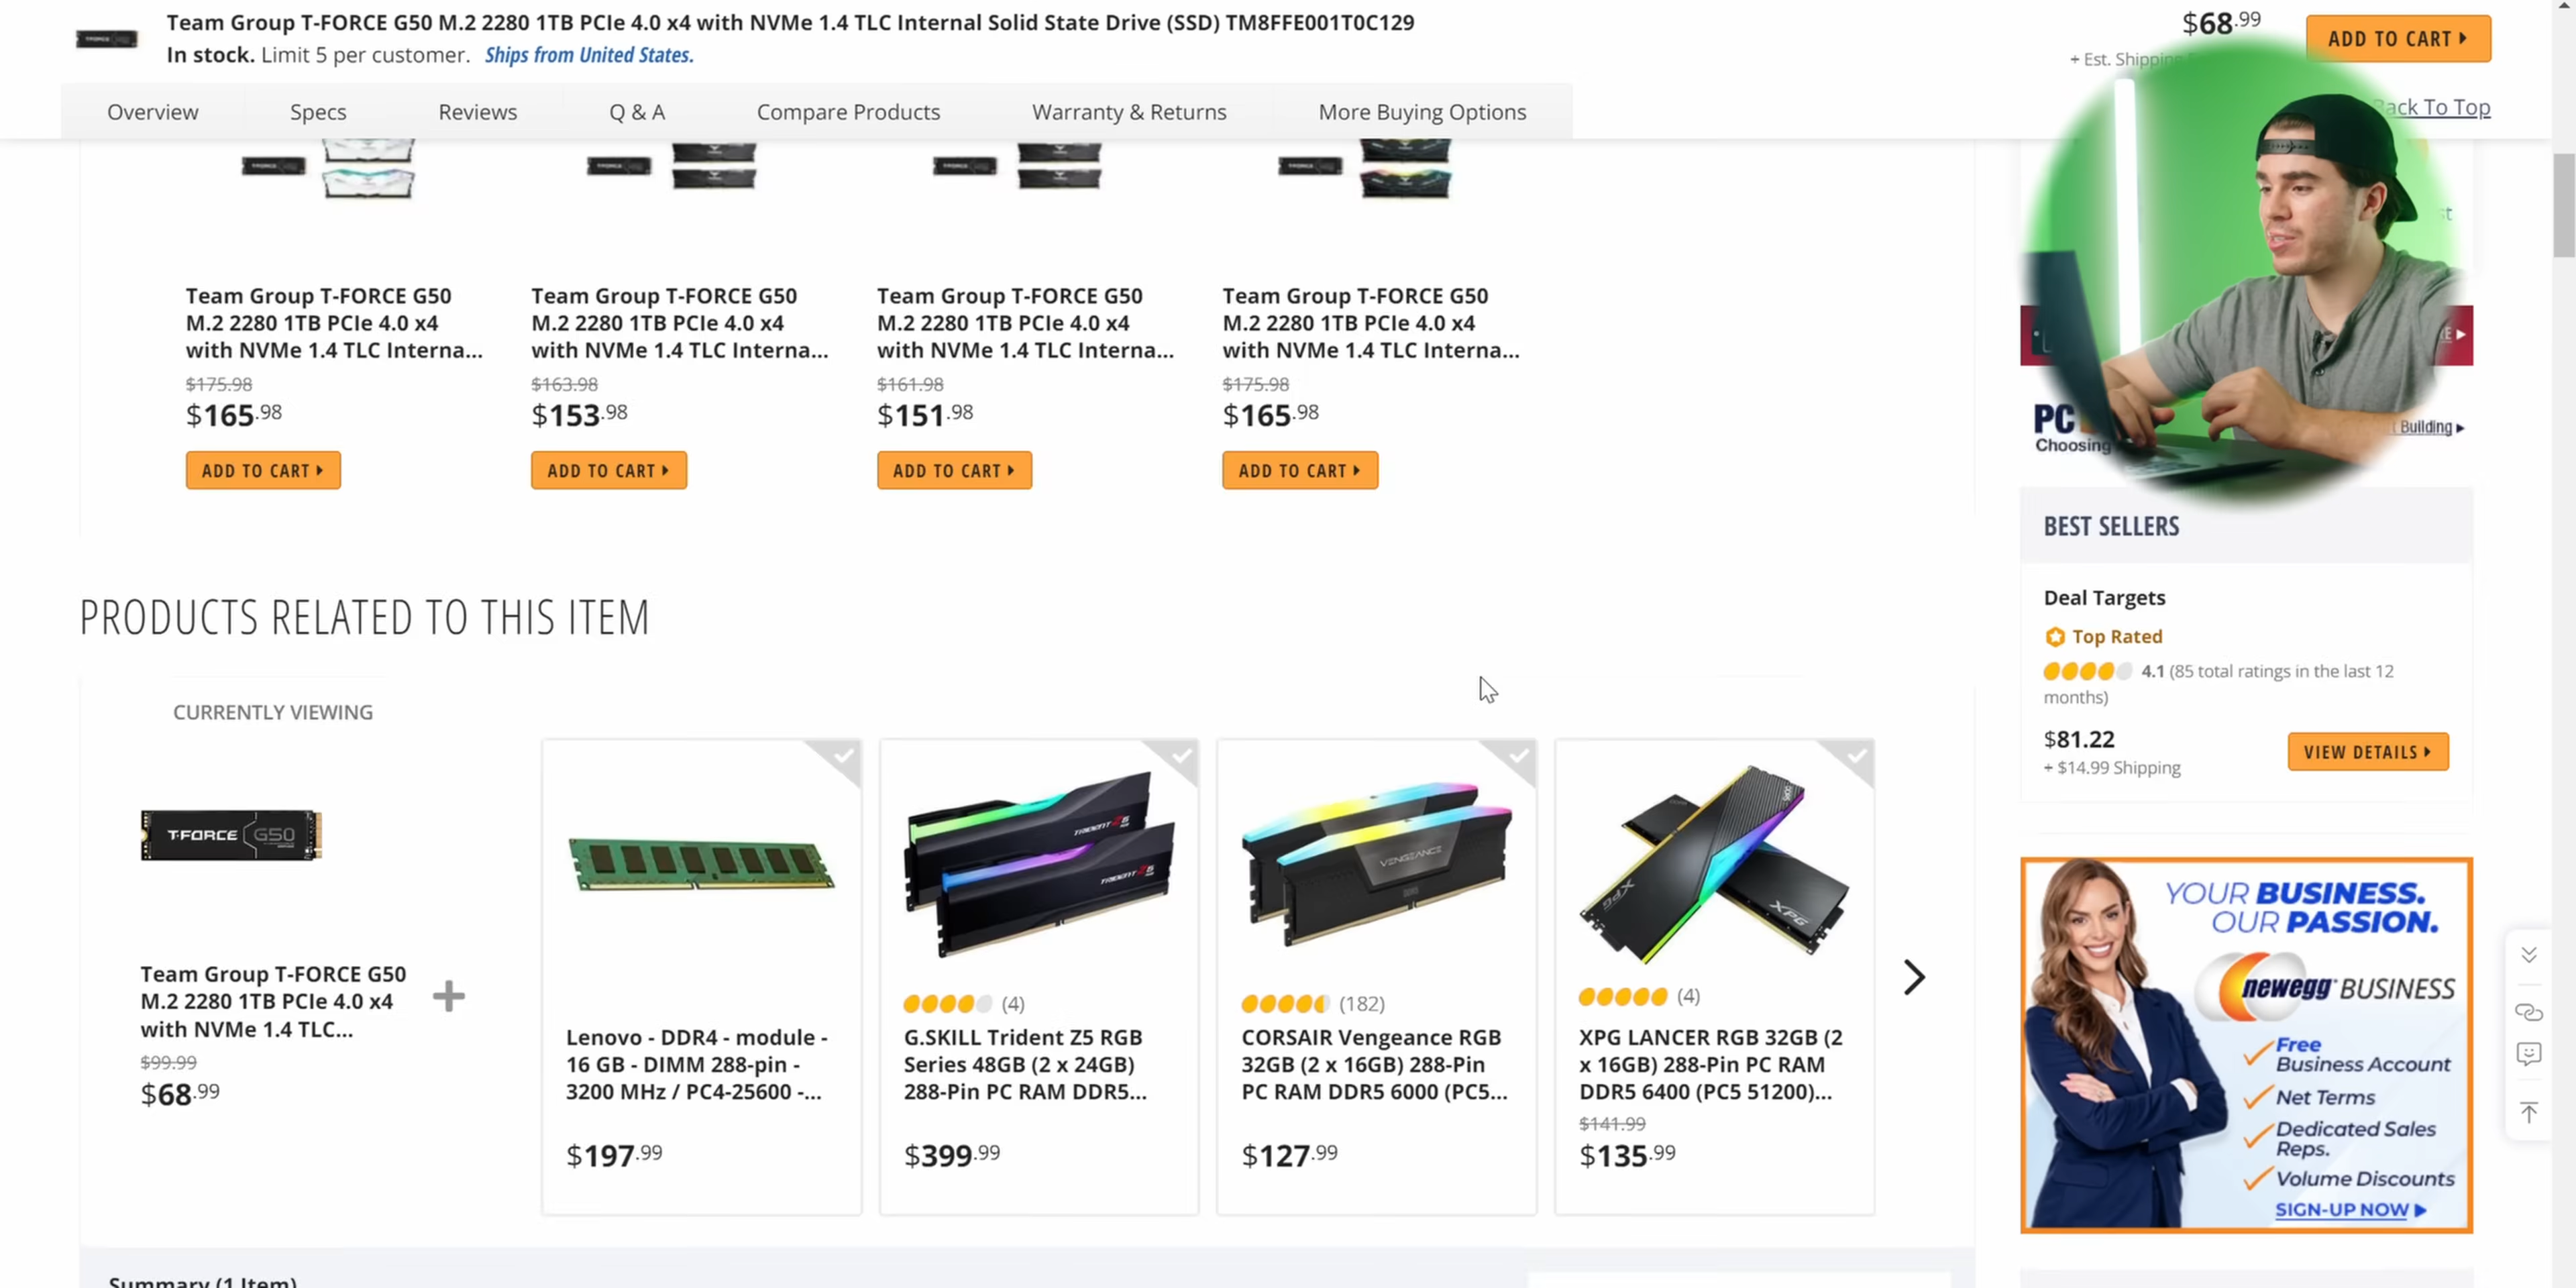 Team Group T-FORCE G50 M.2 2280 1TB PCIe 4.0 x4 with NVMe 1.4 TLC Internal Solid State Drive (SSD) TM8FFE001T0C129
In stock. Limit 5 per customer. Ships from United States.
$68.99
+ Est. Shipping
ADD TO CART
Back To Top
Overview
Specs
Reviews
Q & A
Compare Products
Warranty & Returns
More Buying Options
Team Group T-FORCE G50
M.2 2280 1TB PCIe 4.0 x4
with NVMe 1.4 TLC Interna...
$175.98
$165.98
ADD TO CART
Team Group T-FORCE G50
M.2 2280 1TB PCIe 4.0 x4
with NVMe 1.4 TLC Interna...
$163.98
$153.98
ADD TO CART
Team Group T-FORCE G50
M.2 2280 1TB PCIe 4.0 x4
with NVMe 1.4 TLC Interna...
$161.98
$151.98
ADD TO CART
Team Group T-FORCE G50
M.2 2280 1TB PCIe 4.0 x4
with NVMe 1.4 TLC Interna...
$175.98
$165.98
ADD TO CART
PC
Choosing
Building
PRODUCTS RELATED TO THIS ITEM
CURRENTLY VIEWING
T-FORCE G50
Team Group T-FORCE G50
M.2 2280 1TB PCIe 4.0 x4
with NVMe 1.4 TLC...
$99.99
$68.99
Lenovo - DDR4 - module -
16 GB - DIMM 288-pin -
3200 MHz / PC4-25600 -...
$197.99
TRIDENT Z5
TRIDENT Z5
(4)
G.SKILL Trident Z5 RGB
Series 48GB (2 x 24GB)
288-Pin PC RAM DDR5...
$399.99
VENGEANCE
(182)
CORSAIR Vengeance RGB
32GB (2 x 16GB) 288-Pin
PC RAM DDR5 6000 (PC5...
$127.99
XPG
XPG
(4)
XPG LANCER RGB 32GB (2
x 16GB) 288-Pin PC RAM
DDR5 6400 (PC5 51200)...
$141.99
$135.99
Summary (1 Item)
BEST SELLERS
Deal Targets
Top Rated
4.1 (85 total ratings in the last 12
months)
$81.22
+ $14.99 Shipping
VIEW DETAILS
YOUR BUSINESS.
OUR PASSION.
newegg BUSINESS
Free
Business Account
Net Terms
Dedicated Sales
Reps.
Volume Discounts
SIGN-UP NOW